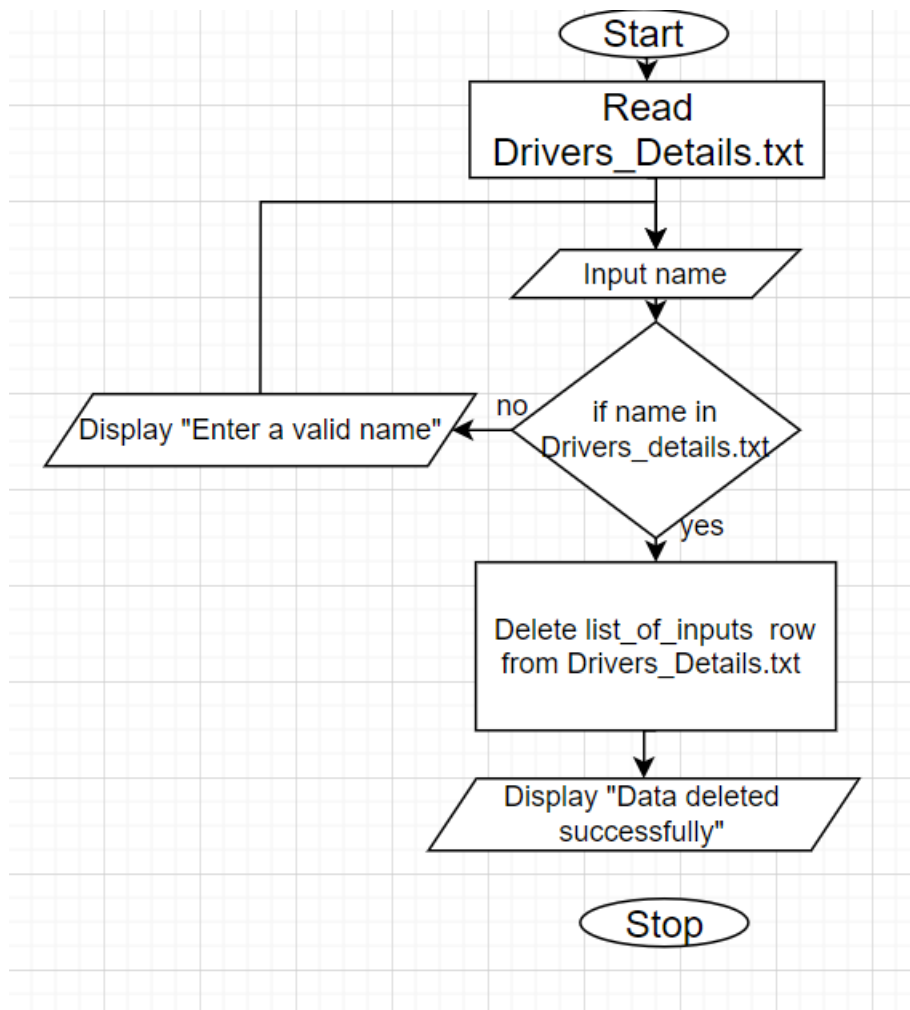 Start
Read
Drivers_Details.txt
Input name
if name in
Drivers_details.txt
no
Display "Enter a valid name"
yes
Delete list_of_inputs  row
from Drivers_Details.txt
Display "Data deleted
successfully"
Stop